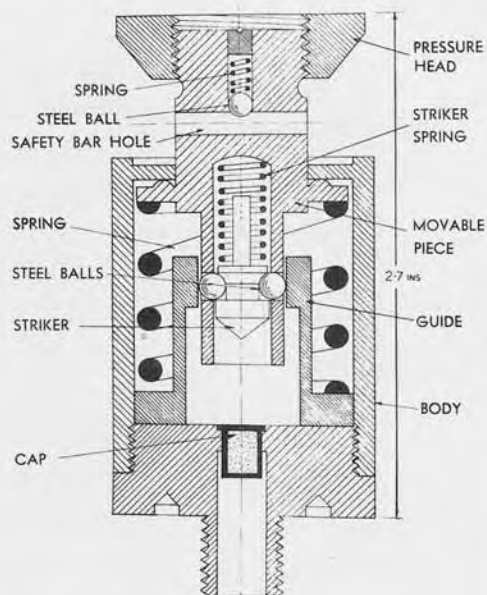 PRESSURE
HEAD
SPRING
STEEL BALL
SAFETY BAR HOLE
STRIKER
SPRING
SPRING
MOVABLE
PIECE
STEEL BALLS
2·7 INS
STRIKER
GUIDE
BODY
CAP